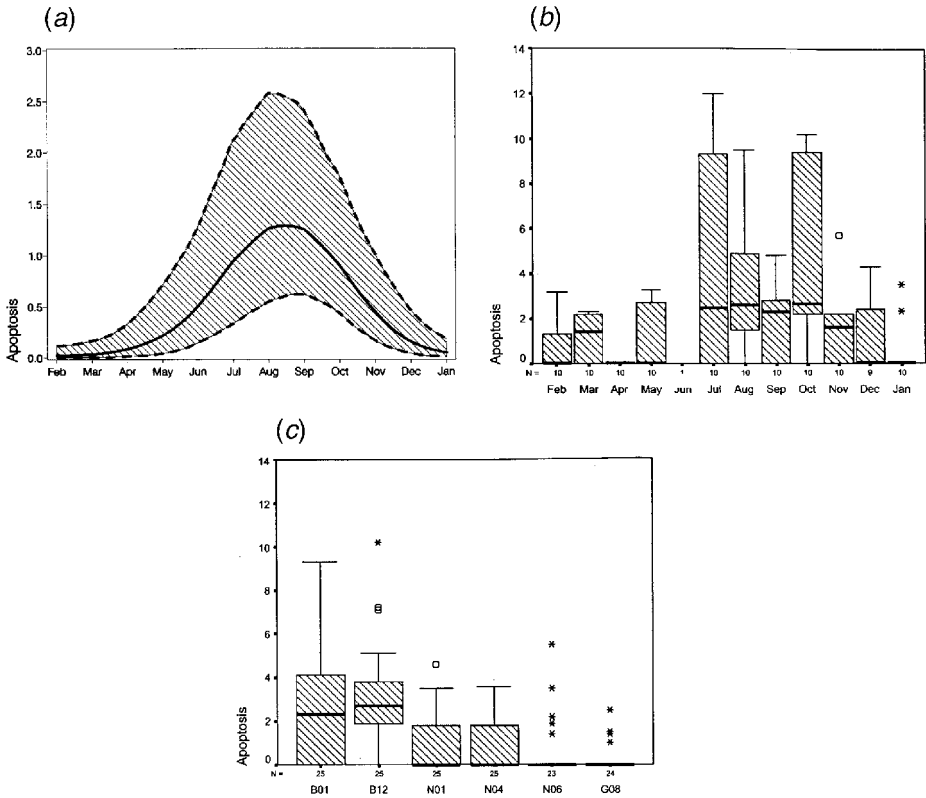 (a)
(b)
3.0
2.5
2.0
1.5
1.0
0.5
0.0
Apoptosis
Feb Mar Apr May Jun Jul Aug Sep Oct Nov Dec Jan
14
12
10
8
6
4
2
0
Apoptosis
N = 10 10 10 10 1 10 10 10 10 10 9 10
Feb Mar Apr May Jun Jul Aug Sep Oct Nov Dec Jan
(c)
14
12
10
8
6
4
2
0
Apoptosis
N = 25 25 25 25 23 24
B01 B12 N01 N04 N06 G08